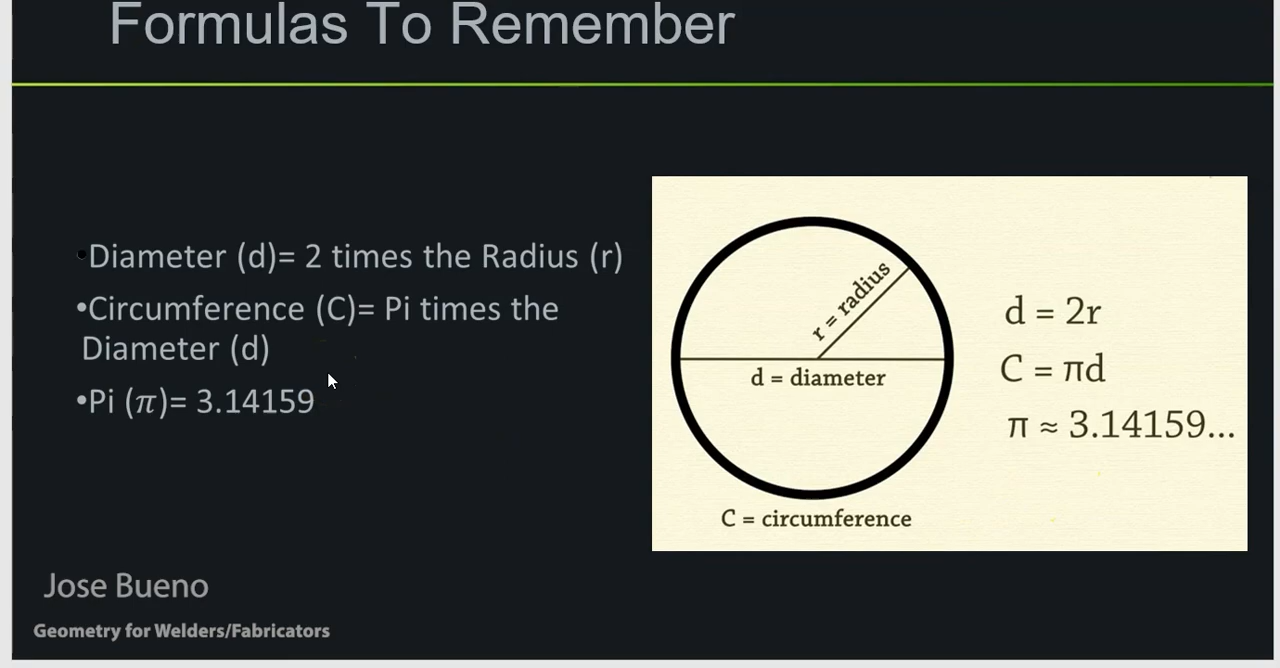 Formulas To Remember
•Diameter (d)= 2 times the Radius (r)
•Circumference (C)= Pi times the
Diameter (d)
•Pi (π)= 3.14159
r = radius
d = diameter
C = circumference
d = 2r
C = πd
π ≈ 3.14159...
Jose Bueno
Geometry for Welders/Fabricators